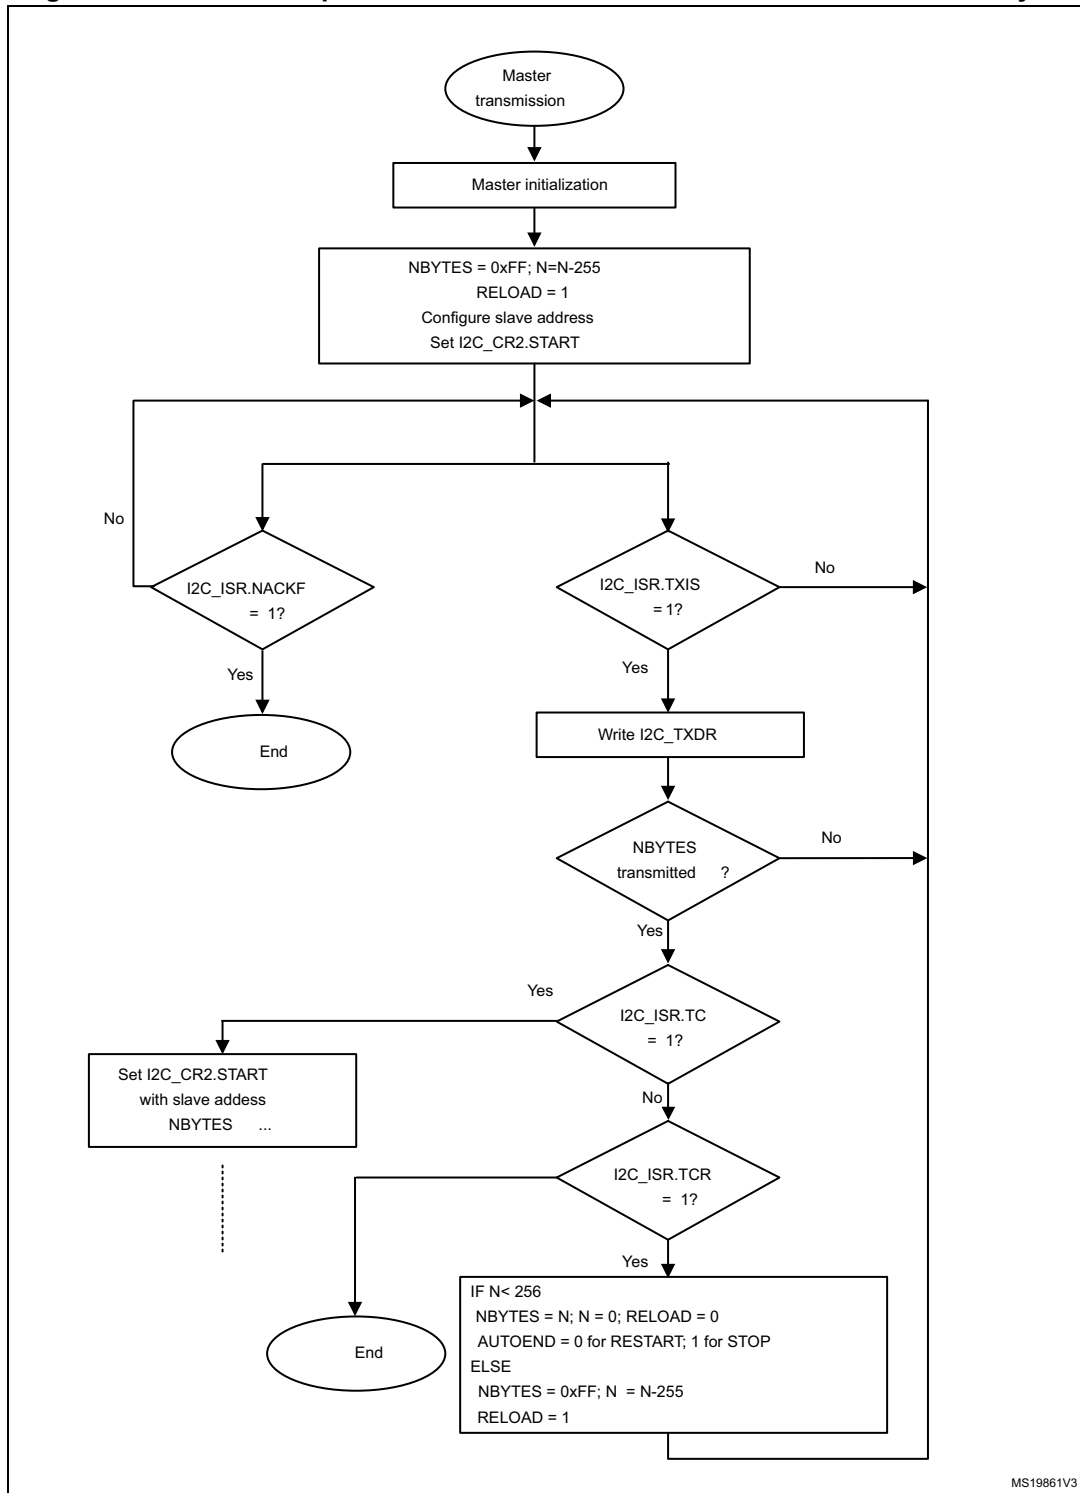 Master
transmission
Master initialization
NBYTES = 0xFF; N=N-255
RELOAD = 1
Configure slave address
Set I2C_CR2.START
No
I2C_ISR.NACKF
= 1?
I2C_ISR.TXIS
= 1?
No
Yes
Yes
End
Write I2C_TXDR
NBYTES
transmitted ?
No
Yes
Yes
I2C_ISR.TC
= 1?
Set I2C_CR2.START
with slave addess
NBYTES ...
No
I2C_ISR.TCR
= 1?
Yes
End
IF N< 256
NBYTES = N; N = 0; RELOAD = 0
AUTOEND = 0 for RESTART; 1 for STOP
ELSE
NBYTES = 0xFF; N = N-255
RELOAD = 1
MS19861V3